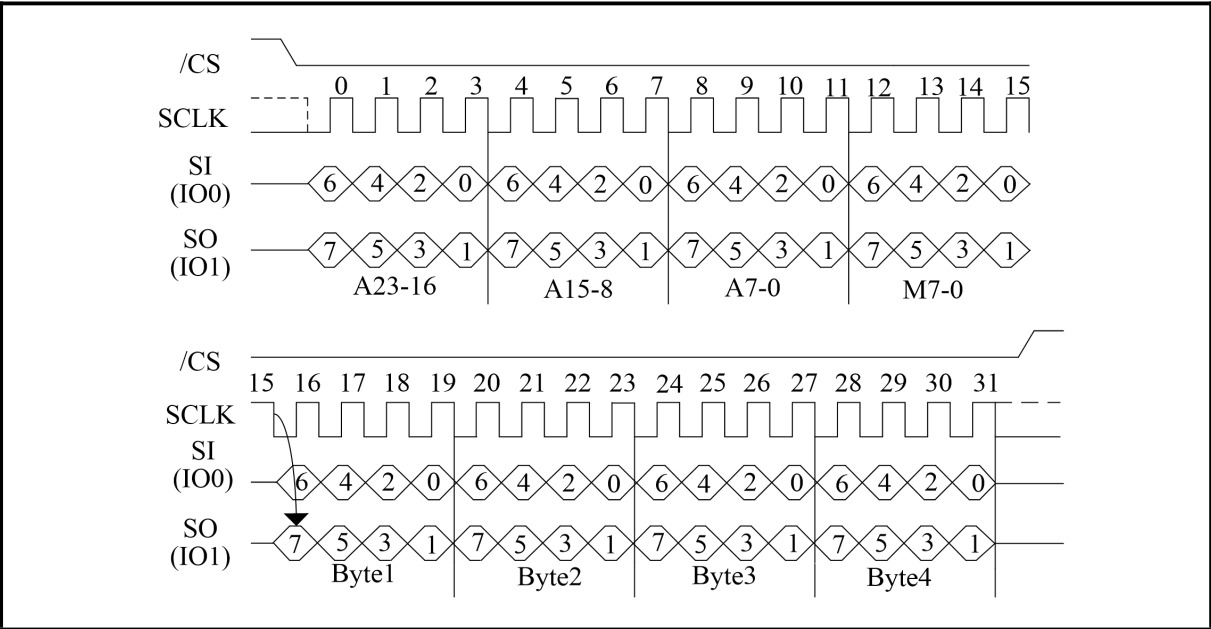 /CS
0 1 2 3 4 5 6 7 8 9 10 11 12 13 14 15
SCLK
SI
(IO0)
6 4 2 0 6 4 2 0 6 4 2 0 6 4 2 0
SO
(IO1)
7 5 3 1 7 5 3 1 7 5 3 1 7 5 3 1
A23-16 A15-8 A7-0 M7-0
/CS
15 16 17 18 19 20 21 22 23 24 25 26 27 28 29 30 31
SCLK
SI
(IO0)
6 4 2 0 6 4 2 0 6 4 2 0 6 4 2 0
SO
(IO1)
7 5 3 1 7 5 3 1 7 5 3 1 7 5 3 1
Byte1 Byte2 Byte3 Byte4